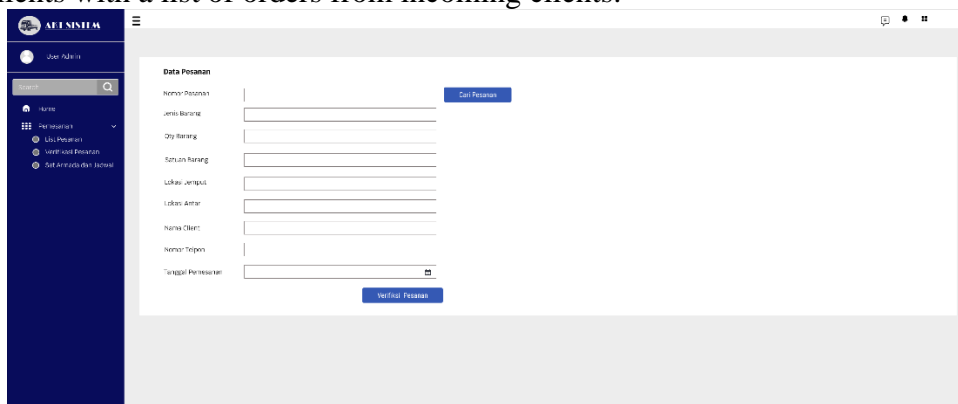 ments with a list of orders from incoming clients.
AKT SISTEM
User Admin
Search
Home
Pemesanan
List Pesanan
Verifikasi Pesanan
Set Armada dan Jadwal
Data Pesanan
Nomor Pesanan
Cari Pesanan
Jenis Barang
Qty Barang
Satuan Barang
Lokasi Jemput
Lokasi Antar
Nama Client
Nomor Telpon
Tanggal Pemesanan
Verifiksi Pesanan